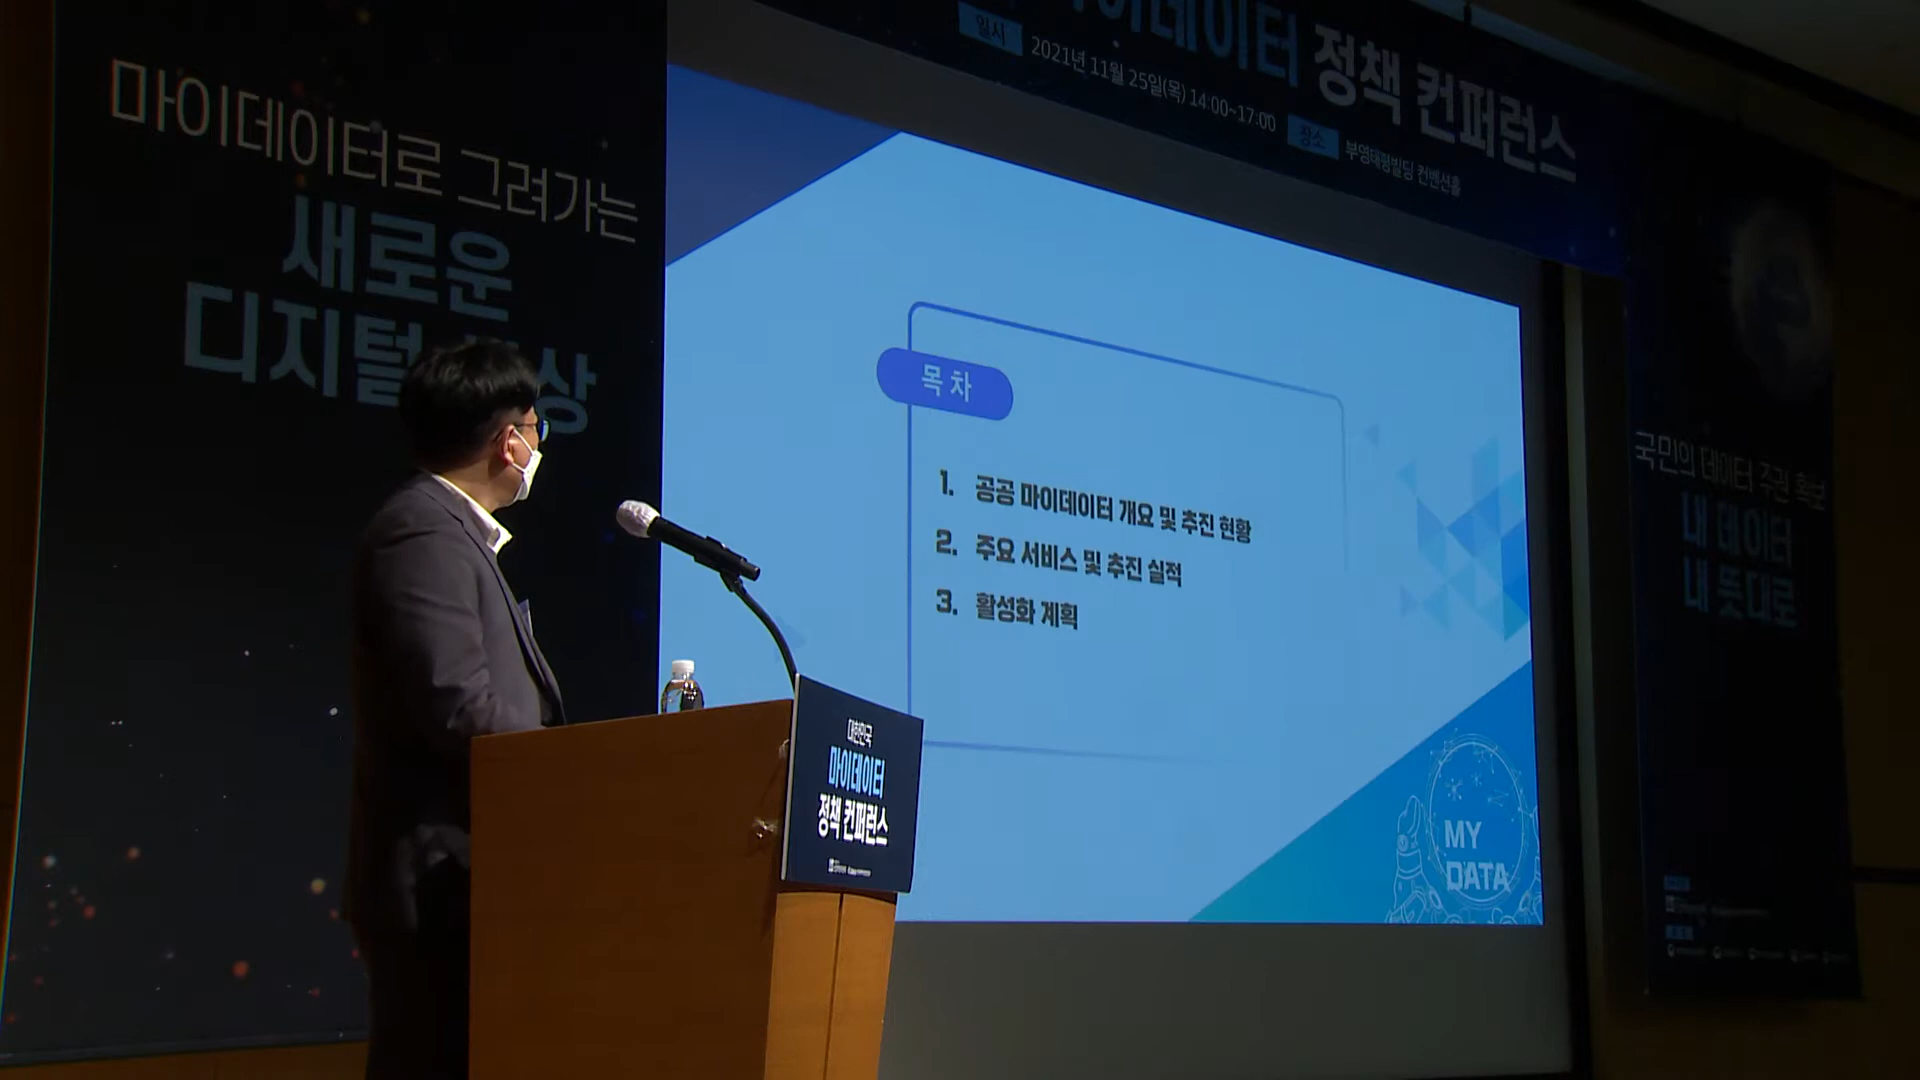 마이데이터로 그려가는
새로운
디지털 상
마이데이터 정책 컨퍼런스
일시 2021년 11월 25일(목) 14:00~17:00 장소 부영태평빌딩 컨벤션홀
목 차
1. 공공 마이데이터 개요 및 추진 현황
2. 주요 서비스 및 추진 실적
3. 활성화 계획
MY
DATA
대한민국
마이데이터
정책 컨퍼런스
국민의 데이터 주권 확보
내 데이터
내 뜻대로